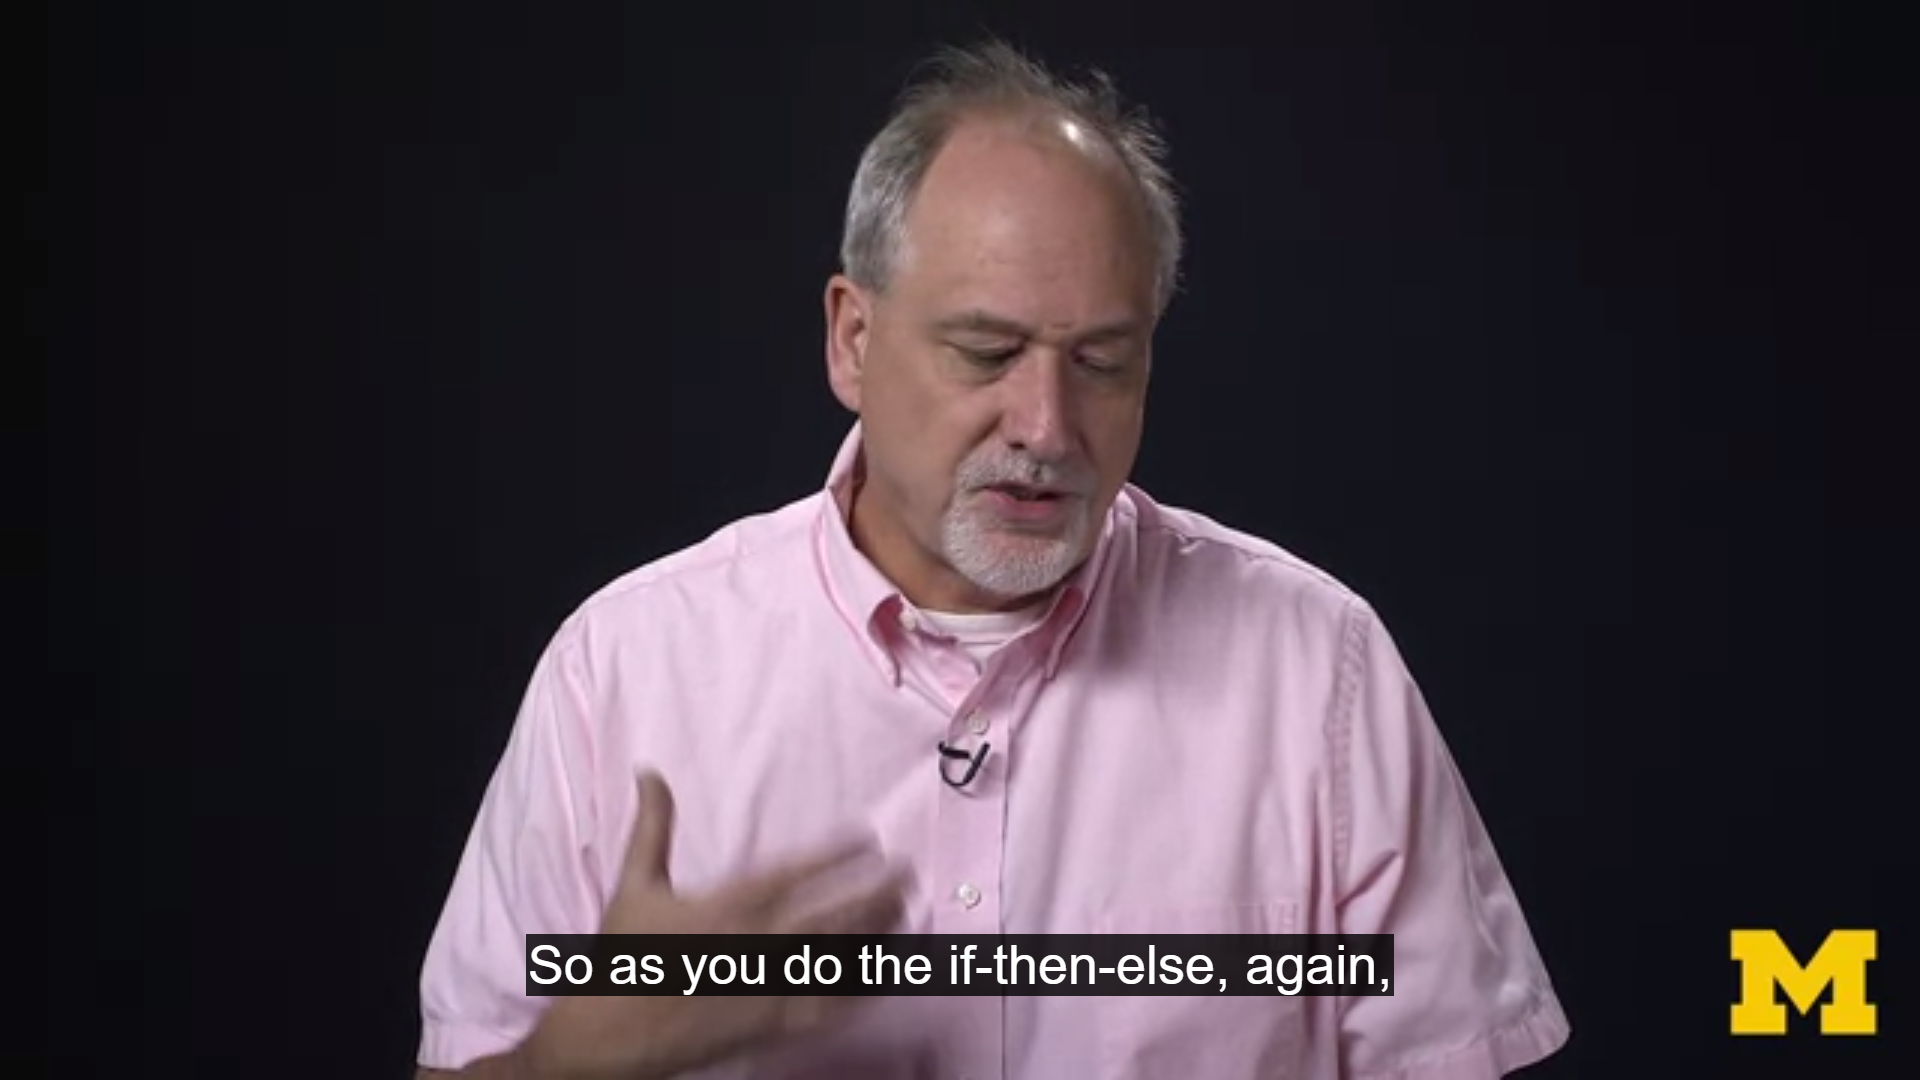 So as you do the if-then-else, again,
M